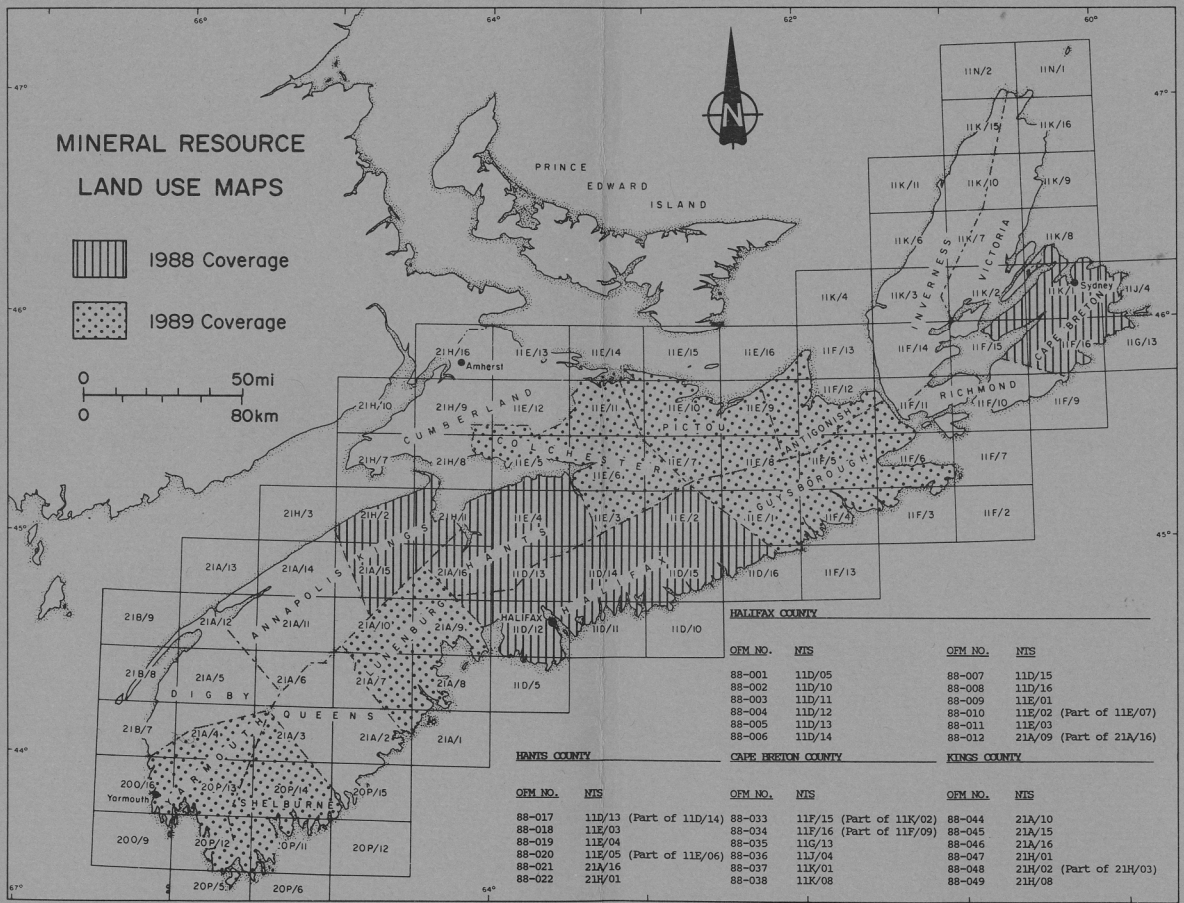 66°
64°
62°
60°
47°
47°
MINERAL RESOURCE
LAND USE MAPS
1988 Coverage
1989 Coverage
0 50mi
0 80km
N
PRINCE
EDWARD
ISLAND
11N/2 11N/1
11K/15 11K/16
11K/11 11K/10 11K/9
11K/6 11K/7 11K/8
INVERNESS
VICTORIA
11K/4 11K/3 11K/2 11K/1 Sydney 11J/4
46°
46°
CAPE BRETON
21H/16 11E/13 11E/14 11E/15 11E/16 11F/13 11F/14 11F/15 11F/16 11G/13
Amherst
RICHMOND
21H/10 21H/9 11E/12 11E/11 11E/10 11E/9 11F/12 11F/11 11F/10 11F/9
CUMBERLAND
COLCHESTER
PICTOU
ANTIGONISH
21H/7 21H/8 11E/5 11E/6 11E/7 11E/8 11F/5 11F/6 11F/7
GUYSBOROUGH
21H/3 21H/2 21H/1 11E/4 11E/3 11E/2 11E/1 11F/4 11F/3 11F/2
45°
45°
KINGS
HANTS
HALIFAX
21A/13 21A/14 21A/15 21A/16 11D/13 11D/14 11D/15 11D/16 11F/13
ANNAPOLIS
LUNENBURG
21B/9 21A/12 21A/11 21A/10 21A/9 HALIFAX 11D/12 11D/11 11D/10
21B/8 21A/5 21A/6 21A/7 21A/8 11D/5
DIGBY
QUEENS
21B/7 21A/4 21A/3 21A/2 21A/1
44°
YARMOUTH
20O/16 20P/13 20P/14 20P/15
Yarmouth
SHELBURNE
20O/9 20P/12 20P/11 20P/12
20P/5 20P/6
67°
64°
HALIFAX COUNTY
OFM NO. NTS OFM NO. NTS
88-001 11D/05 88-007 11D/15
88-002 11D/10 88-008 11D/16
88-003 11D/11 88-009 11E/01
88-004 11D/12 88-010 11E/02 (Part of 11E/07)
88-005 11D/13 88-011 11E/03
88-006 11D/14 88-012 21A/09 (Part of 21A/16)
HANTS COUNTY CAPE BRETON COUNTY KINGS COUNTY
OFM NO. NTS OFM NO. NTS OFM NO. NTS
88-017 11D/13 (Part of 11D/14) 88-033 11F/15 (Part of 11K/02) 88-044 21A/10
88-018 11E/03 88-034 11F/16 (Part of 11F/09) 88-045 21A/15
88-019 11E/04 88-035 11G/13 88-046 21A/16
88-020 11E/05 (Part of 11E/06) 88-036 11J/04 88-047 21H/01
88-021 21A/16 88-037 11K/01 88-048 21H/02 (Part of 21H/03)
88-022 21H/01 88-038 11K/08 88-049 21H/08